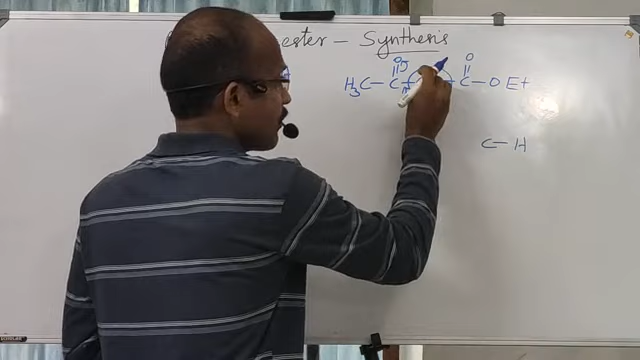 ester - Synthesis
O O
H3C-C C-OEt
C-H